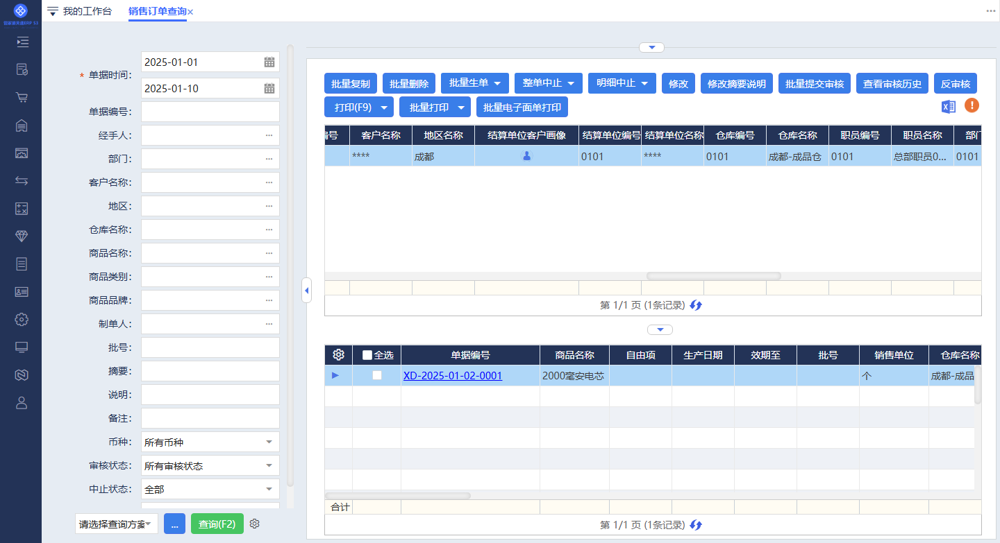 我的工作台 销售订单查询×
* 单据时间: 2025-01-01
2025-01-10
单据编号:
经手人: ...
部门: ...
客户名称: ...
地区: ...
仓库名称: ...
商品名称: ...
商品类别: ...
商品品牌: ...
制单人: ...
批号:
摘要:
说明:
备注:
币种: 所有币种
审核状态: 所有审核状态
中止状态: 全部
请选择查询方案 ... 查询(F2)
批量复制 批量删除 批量生单 整单中止 明细中止 修改 修改摘要说明 批量提交审核 查看审核历史 反审核
打印(F9) 批量打印 批量电子面单打印
编号 客户名称 地区名称 结算单位客户画像 结算单位编号 结算单位名称 仓库编号 仓库名称 职员编号 职员名称 部门
**** 成都 0101 **** 0101 成都-成品仓 0101 总部职员0... 0101
第 1/1 页 (1条记录)
全选 单据编号 商品名称 自由项 生产日期 效期至 批号 销售单位 仓库名称
XD-2025-01-02-0001 2000毫安电芯 个 成都-成品
合计
第 1/1 页 (1条记录)